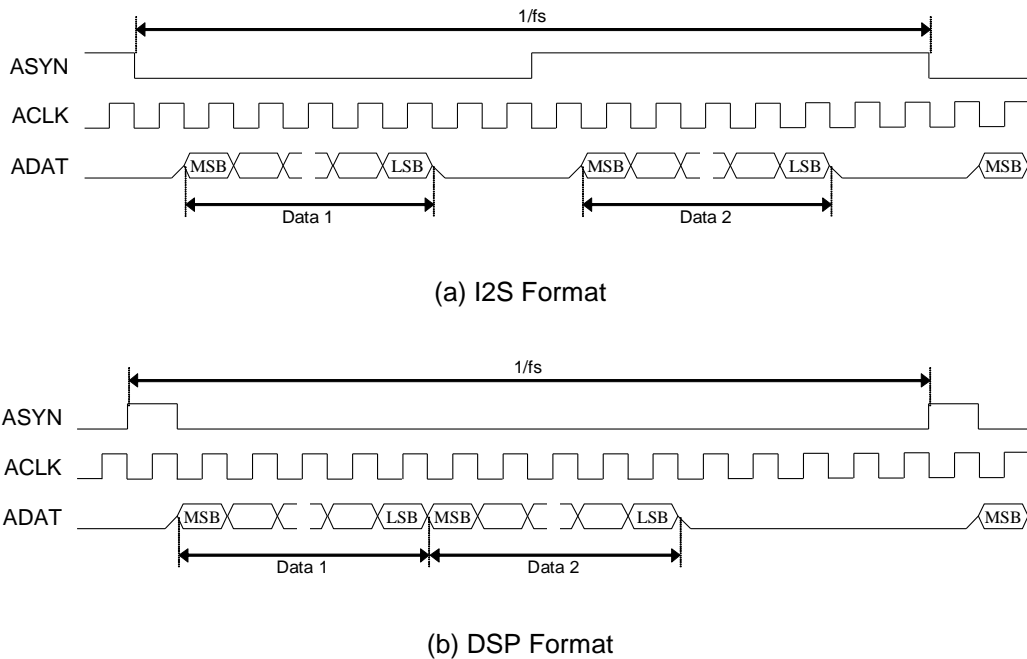 1/fs
ASYN
ACLK
ADAT MSB LSB MSB LSB MSB
Data 1 Data 2
(a) I2S Format
1/fs
ASYN
ACLK
ADAT MSB LSB MSB LSB MSB
Data 1 Data 2
(b) DSP Format